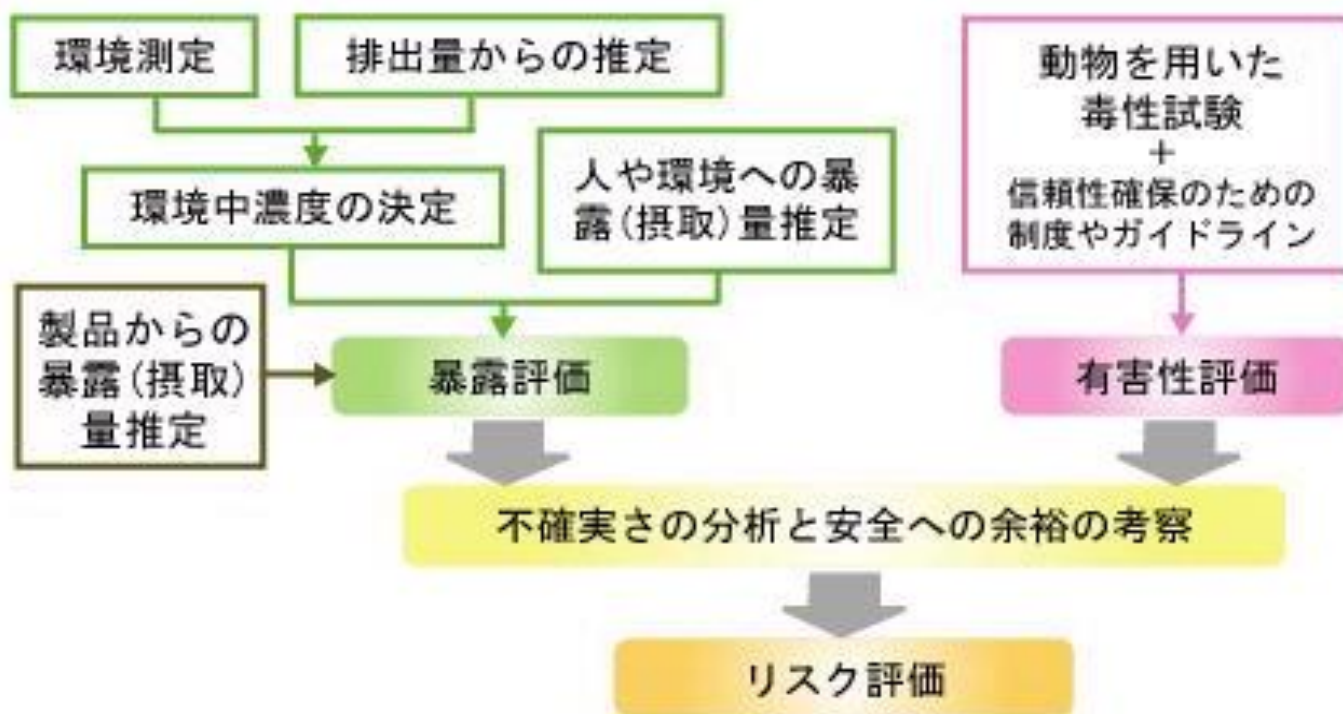 環境測定
排出量からの推定
環境中濃度の決定
人や環境への暴
露(摂取)量推定
製品からの
暴露(摂取)
量推定
暴露評価
動物を用いた
毒性試験
+
信頼性確保のための
制度やガイドライン
有害性評価
不確実さの分析と安全への余裕の考察
リスク評価